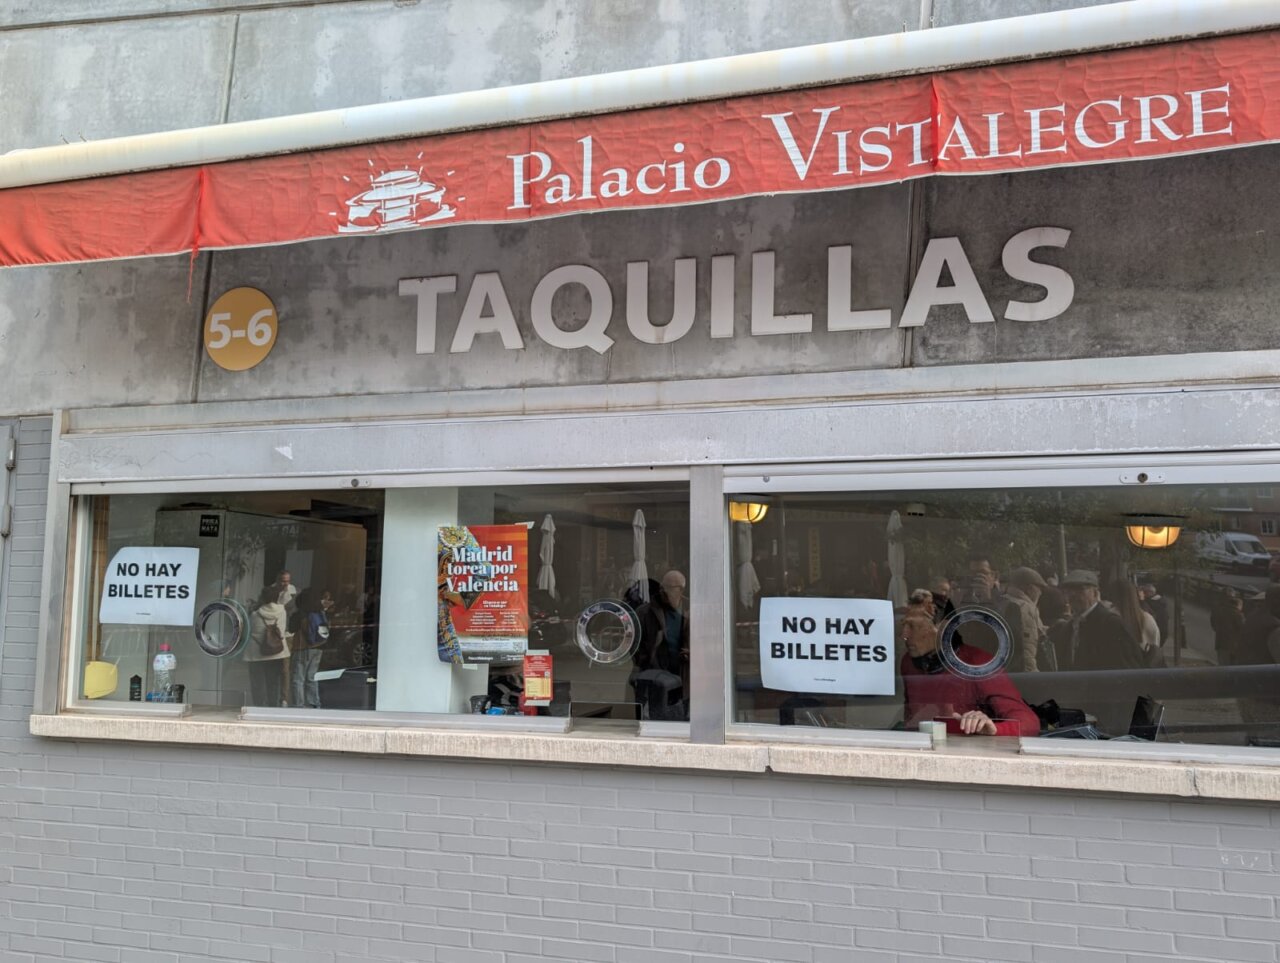 Palacio VISTALEGRE
5-6
TAQUILLAS
NO HAY
BILLETES
Madrid
torea por
Valencia
NO HAY
BILLETES